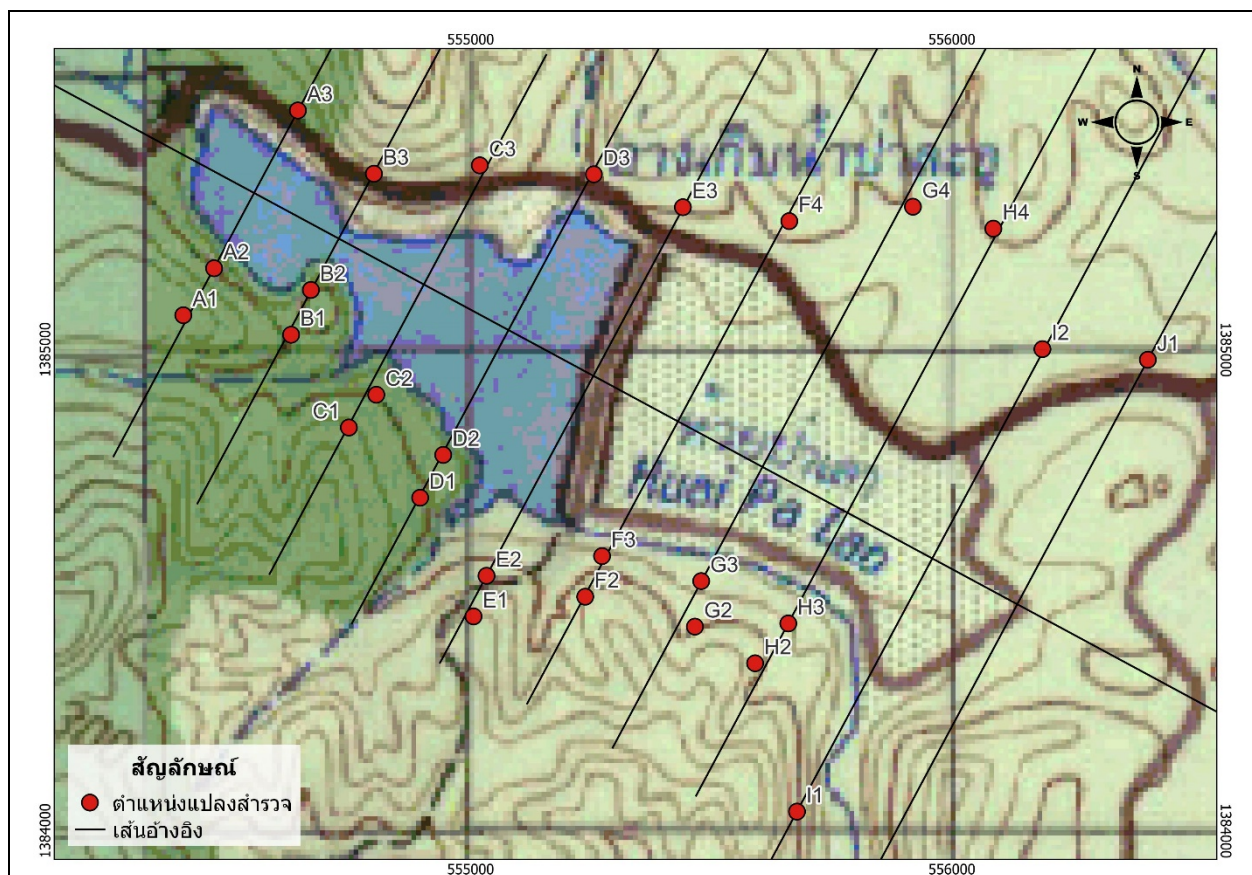 555000
556000
N
W
E
S
A3
B3
C3
D3
E3
F4
G4
H4
A2
A1
B2
B1
1385000
1385000
I2
J1
C2
C1
D2
D1
Huai Pa Lao
F3
E2
F2
G3
E1
G2
H3
H2
สัญลักษณ์
ตำแหน่งแปลงสำรวจ
เส้นอ้างอิง
I1
1384000
1384000
555000
556000